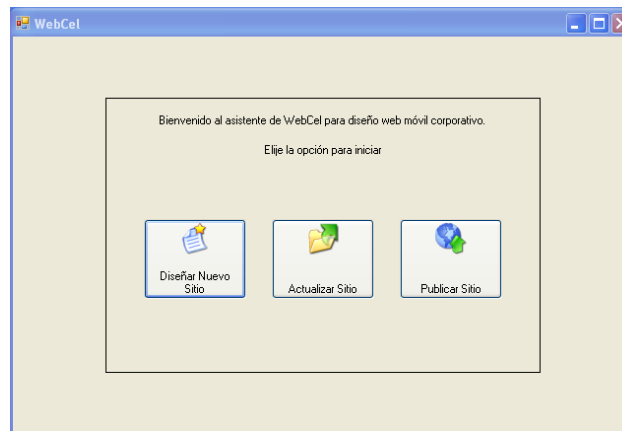 WebCel
Bienvenido al asistente de WebCel para diseño web móvil corporativo.
Elije la opción para iniciar
Diseñar Nuevo
Sitio
Actualizar Sitio
Publicar Sitio